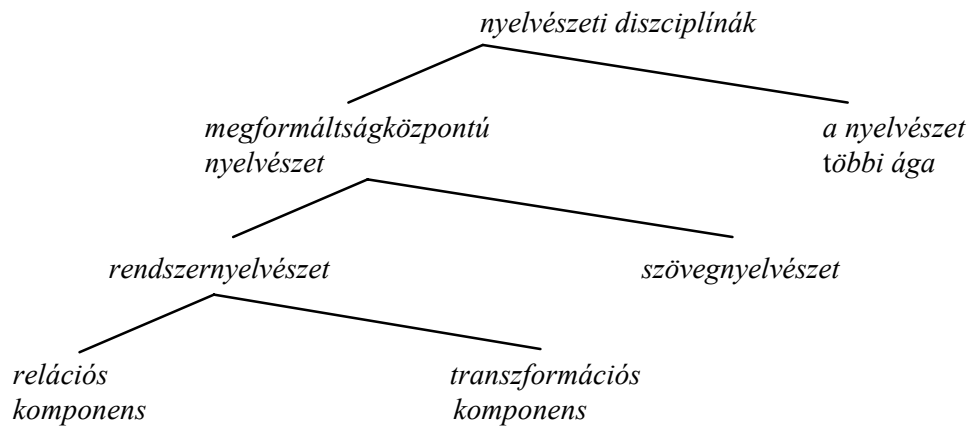 nyelvészeti diszciplínák
megformáltságközpontú
nyelvészet
a nyelvészet
többi ága
rendszernyelvészet
szövegnyelvészet
relációs
komponens
transzformációs
komponens